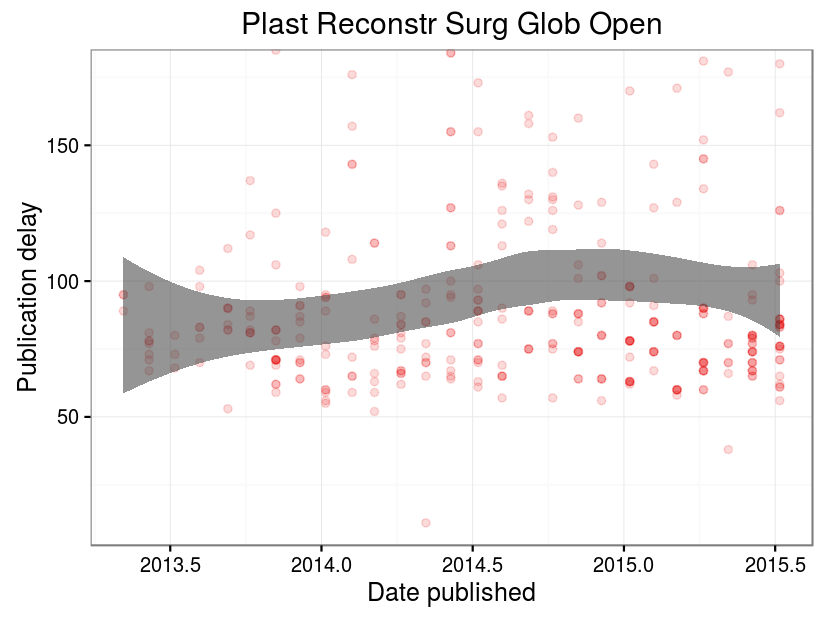 Plast Reconstr Surg Glob Open
Publication delay
150
100
50
2013.5 2014.0 2014.5 2015.0 2015.5
Date published